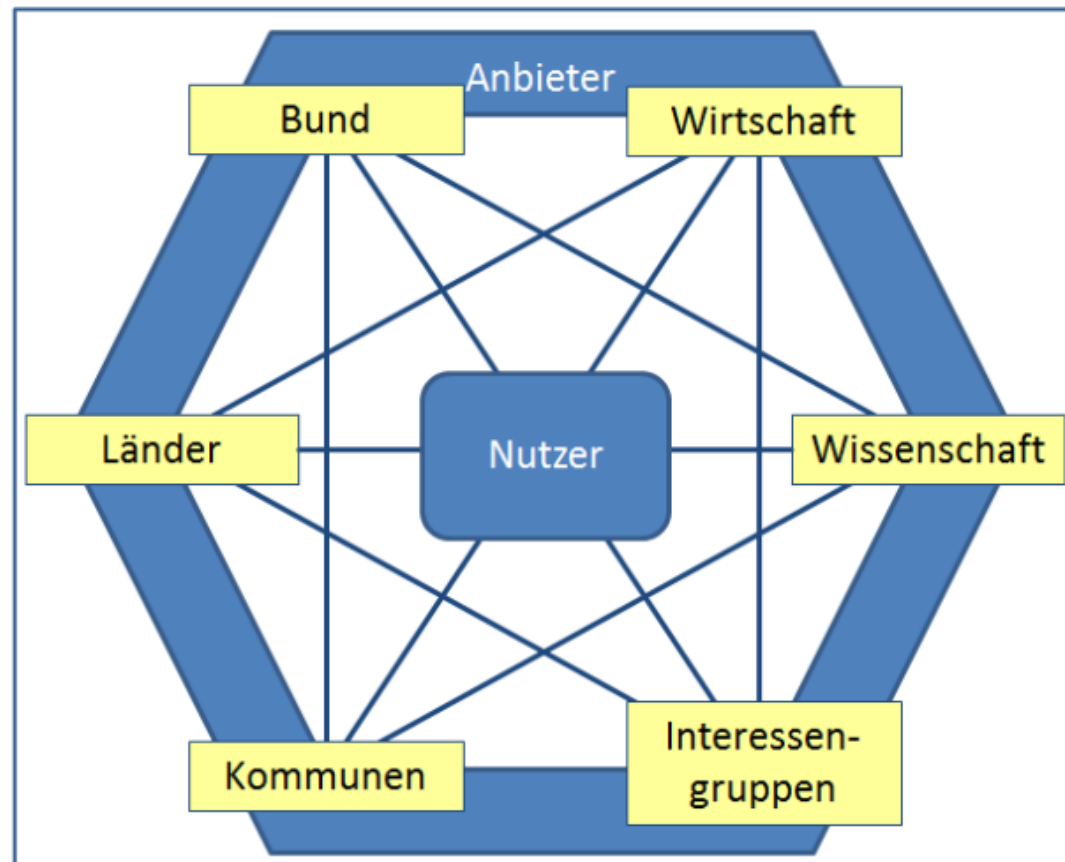 Anbieter
Bund
Wirtschaft
Länder
Nutzer
Wissenschaft
Kommunen
Interessen-
gruppen